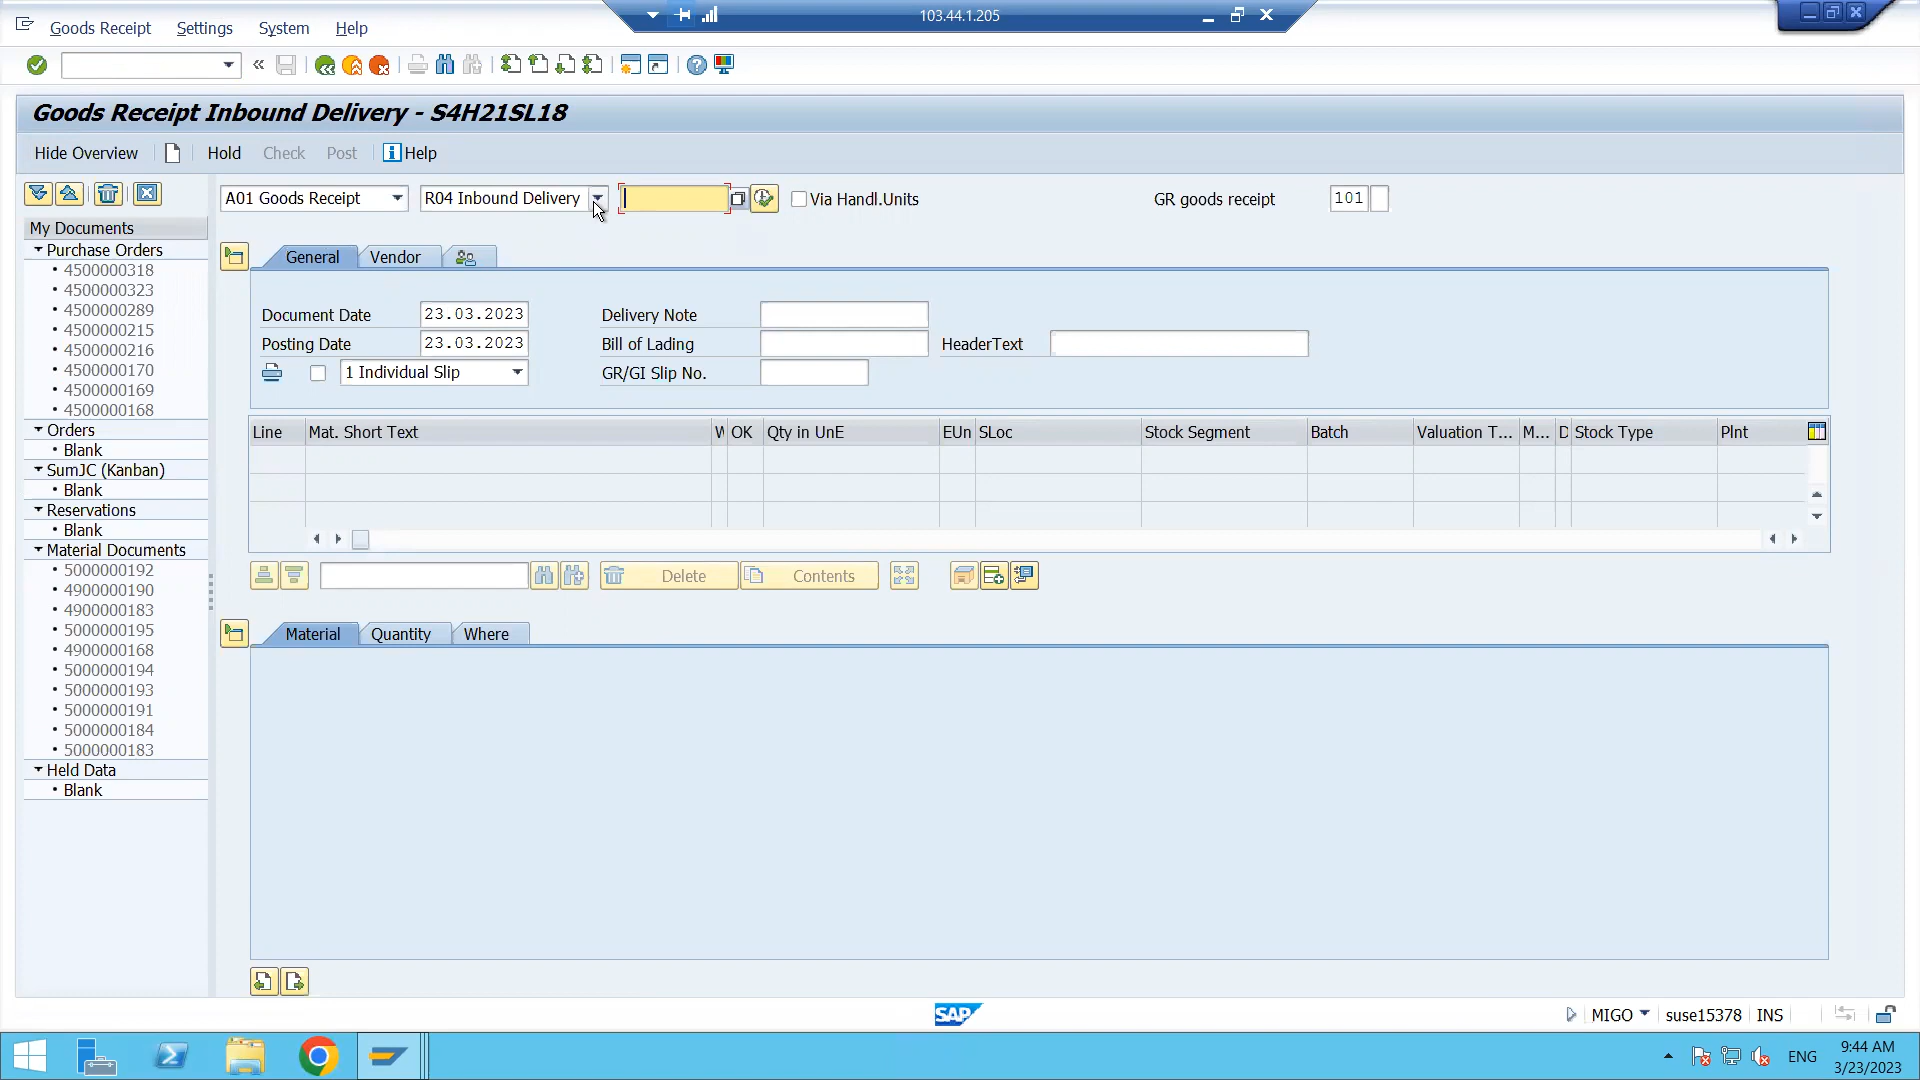 103.44.1.205
Goods Receipt Settings System Help
Goods Receipt Inbound Delivery - S4H21SL18
Hide Overview Hold Check Post Help
A01 Goods Receipt R04 Inbound Delivery Via Handl.Units GR goods receipt 101
My Documents
Purchase Orders
4500000318
4500000323
4500000289
4500000215
4500000216
4500000170
4500000169
4500000168
Orders
Blank
SumJC (Kanban)
Blank
Reservations
Blank
Material Documents
5000000192
4900000190
4900000183
5000000195
4900000168
5000000194
5000000193
5000000191
5000000184
5000000183
Held Data
Blank
General Vendor
Document Date 23.03.2023 Delivery Note
Posting Date 23.03.2023 Bill of Lading HeaderText
1 Individual Slip GR/GI Slip No.
Line Mat. Short Text OK Qty in UnE EUn SLoc Stock Segment Batch Valuation T... M... D Stock Type Plnt
Delete Contents
Material Quantity Where
SAP MIGO suse15378 INS
ENG 9:44 AM
3/23/2023